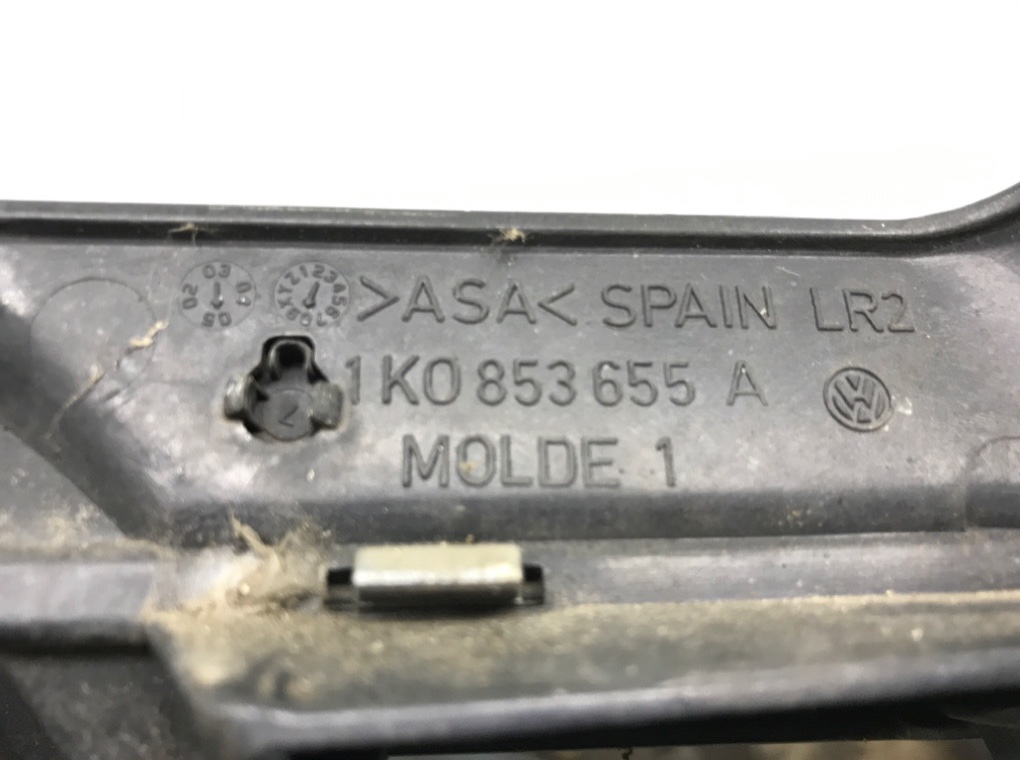 >ASA< SPAIN LR2
1K0 853 655 A
MOLDE 1